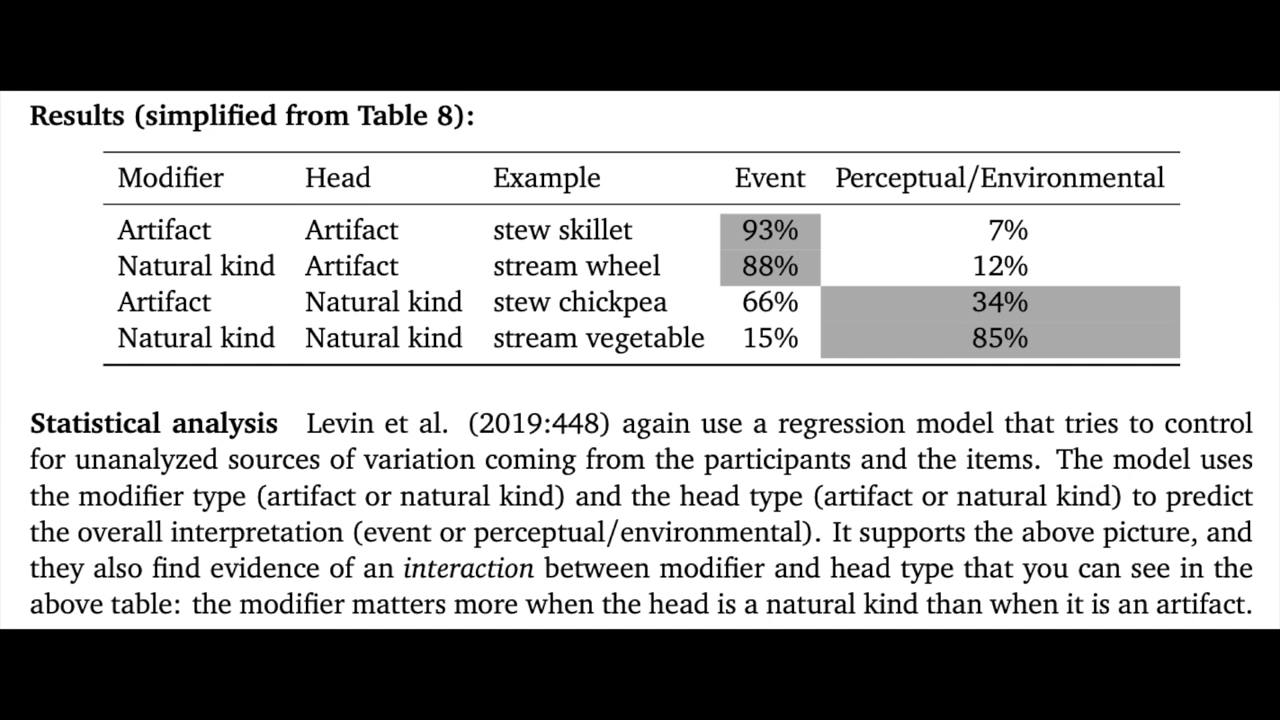 Results (simplified from Table 8):
Modifier Head Example Event Perceptual/Environmental
Artifact Artifact stew skillet 93% 7%
Natural kind Artifact stream wheel 88% 12%
Artifact Natural kind stew chickpea 66% 34%
Natural kind Natural kind stream vegetable 15% 85%
Statistical analysis Levin et al. (2019:448) again use a regression model that tries to control
for unanalyzed sources of variation coming from the participants and the items. The model uses
the modifier type (artifact or natural kind) and the head type (artifact or natural kind) to predict
the overall interpretation (event or perceptual/environmental). It supports the above picture, and
they also find evidence of an interaction between modifier and head type that you can see in the
above table: the modifier matters more when the head is a natural kind than when it is an artifact.